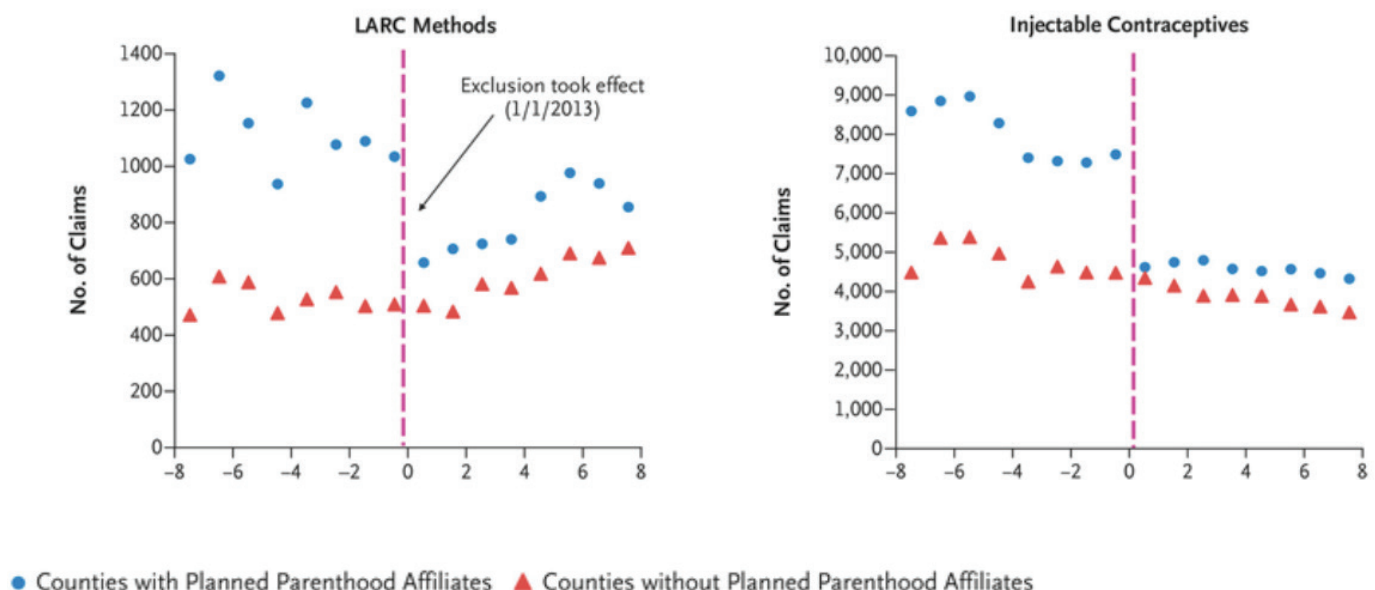 LARC Methods
1400
1200
1000
800
600
400
200
0
No. of Claims
Exclusion took effect
(1/1/2013)
–8 –6 –4 –2 0 2 4 6 8
Injectable Contraceptives
10,000
9,000
8,000
7,000
6,000
5,000
4,000
3,000
2,000
1,000
0
No. of Claims
–8 –6 –4 –2 0 2 4 6 8
Counties with Planned Parenthood Affiliates Counties without Planned Parenthood Affiliates